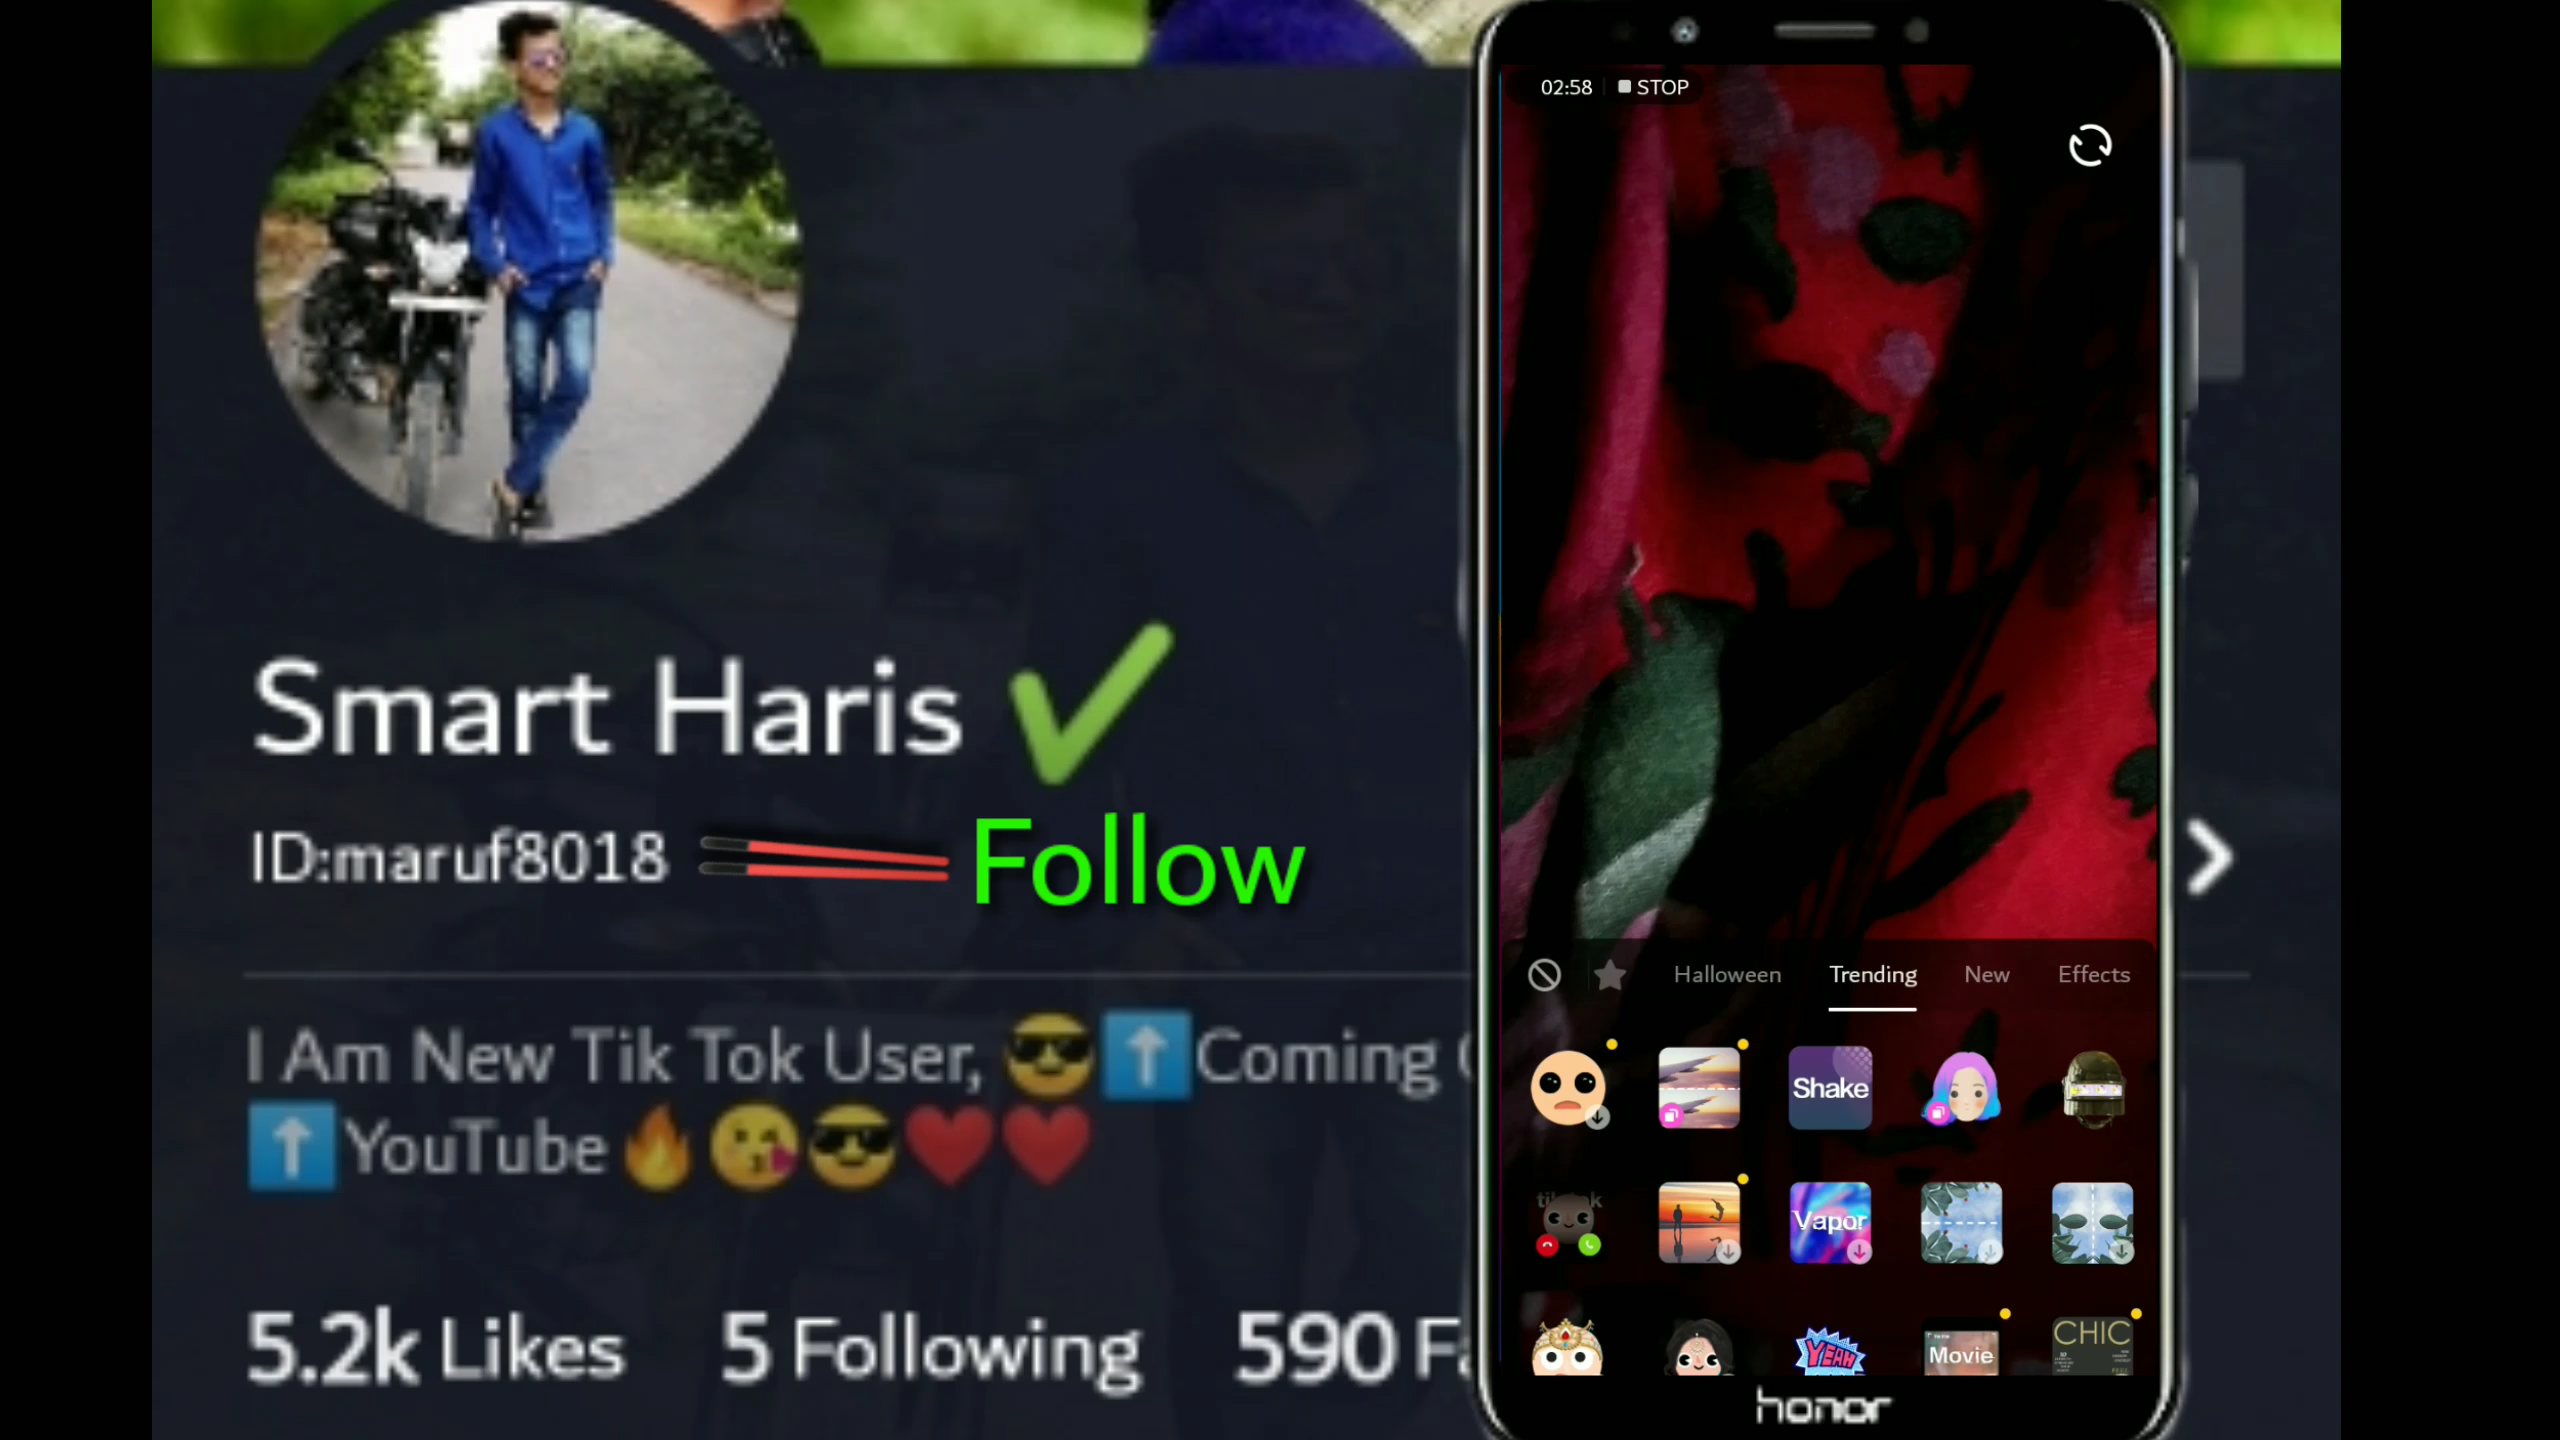 Smart Haris
ID:maruf8018
Follow
I Am New Tik Tok User, 😎⬆Coming
⬆YouTube 🔥😘😎❤❤
5.2k Likes
5 Following
590
02:58
STOP
Halloween
Trending
New
Effects
Shake
Vapor
YEAH
Movie
CHIC
honor